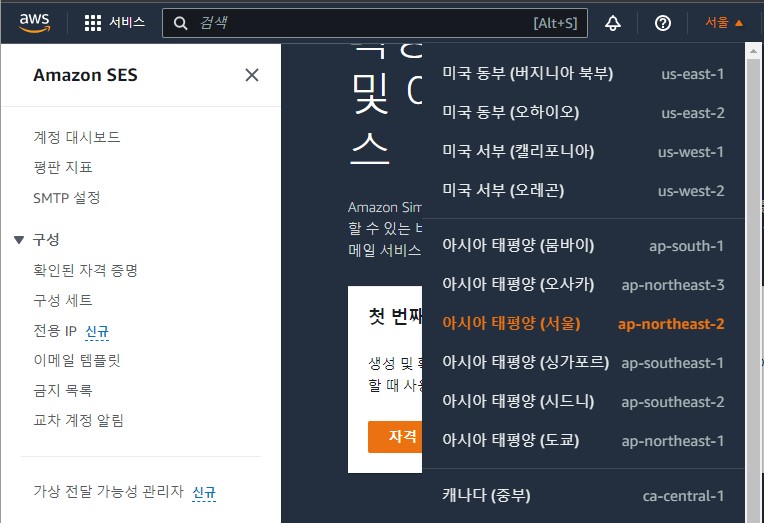 aws
서비스
검색
[Alt+S]
서울 ▲
Amazon SES
계정 대시보드
평판 지표
SMTP 설정
▼ 구성
확인된 자격 증명
구성 세트
전용 IP 신규
이메일 템플릿
금지 목록
교차 계정 알림
가상 전달 가능성 관리자 신규
및
스
Amazon Sim
할 수 있는
메일 서비스
첫 번째
생성 및
할 때 사용
자격
미국 동부 (버지니아 북부) us-east-1
미국 동부 (오하이오) us-east-2
미국 서부 (캘리포니아) us-west-1
미국 서부 (오레곤) us-west-2
아시아 태평양 (뭄바이) ap-south-1
아시아 태평양 (오사카) ap-northeast-3
아시아 태평양 (서울) ap-northeast-2
아시아 태평양 (싱가포르) ap-southeast-1
아시아 태평양 (시드니) ap-southeast-2
아시아 태평양 (도쿄) ap-northeast-1
캐나다 (중부) ca-central-1